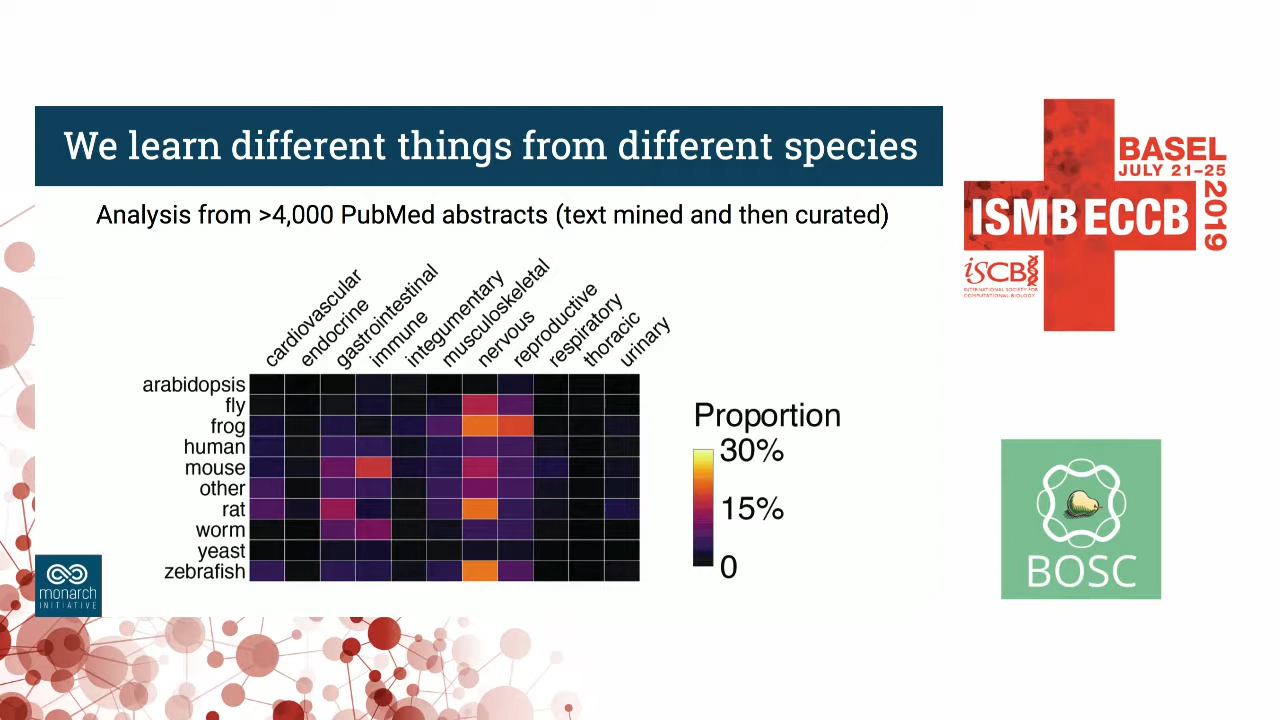 We learn different things from different species
Analysis from >4,000 PubMed abstracts (text mined and then curated)
cardiovascular
endocrine
gastrointestinal
immune
integumentary
musculoskeletal
nervous
reproductive
respiratory
thoracic
urinary
arabidopsis
fly
frog
human
mouse
other
rat
worm
yeast
zebrafish
Proportion
30%
15%
0
monarch
INITIATIVE
BASEL
JULY 21–25
2019
ISMB ECCB
ISCB
INTERNATIONAL SOCIETY FOR
COMPUTATIONAL BIOLOGY
BOSC